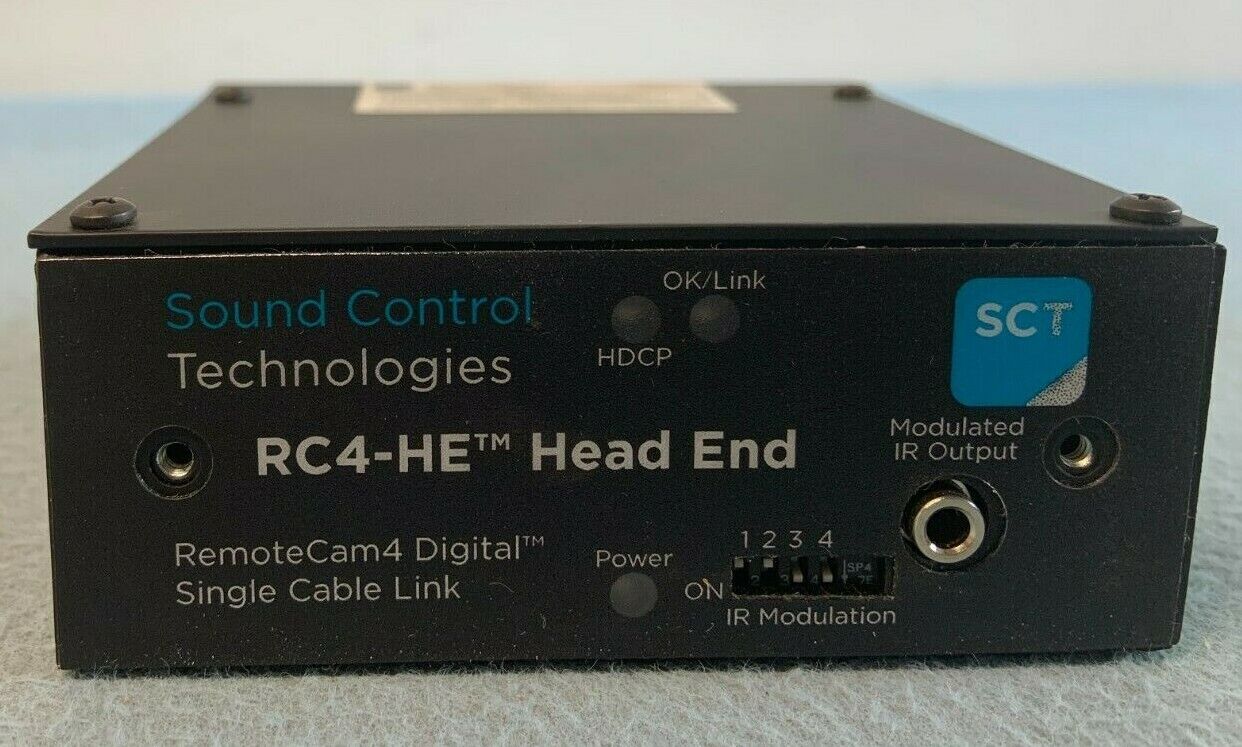 Sound Control
Technologies
OK/Link
HDCP
SCT
RC4-HE™ Head End
Modulated
IR Output
RemoteCam4 Digital™
Single Cable Link
Power
1 2 3 4
ON
IR Modulation